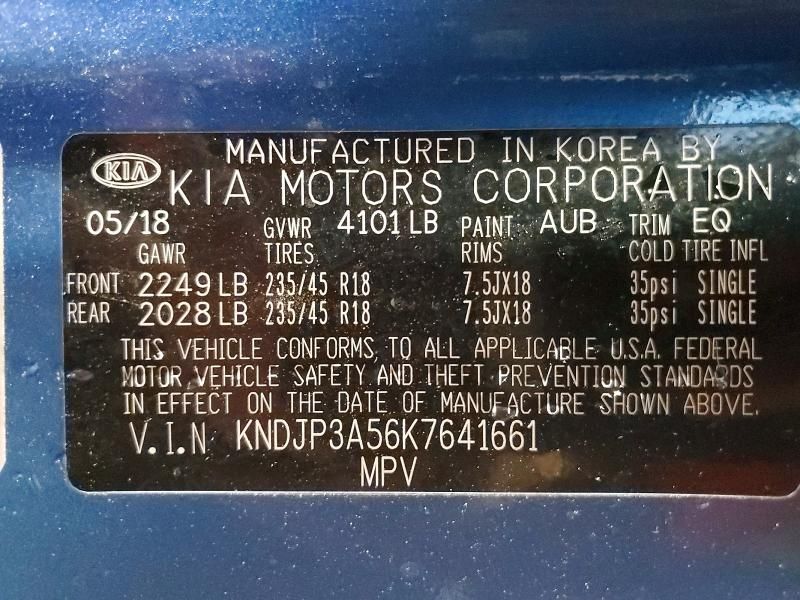 MANUFACTURED IN KOREA BY
KIA KIA MOTORS CORPORATION
05/18 GVWR 4101 LB PAINT AUB TRIM EQ
GAWR TIRES RIMS COLD TIRE INFL
FRONT 2249 LB 235/45 R18 7.5JX18 35psi SINGLE
REAR 2028 LB 235/45 R18 7.5JX18 35psi SINGLE
THIS VEHICLE CONFORMS TO ALL APPLICABLE U.S.A. FEDERAL
MOTOR VEHICLE SAFETY AND THEFT PREVENTION STANDARDS
IN EFFECT ON THE DATE OF MANUFACTURE SHOWN ABOVE.
V.I.N KNDJP3A56K7641661
MPV